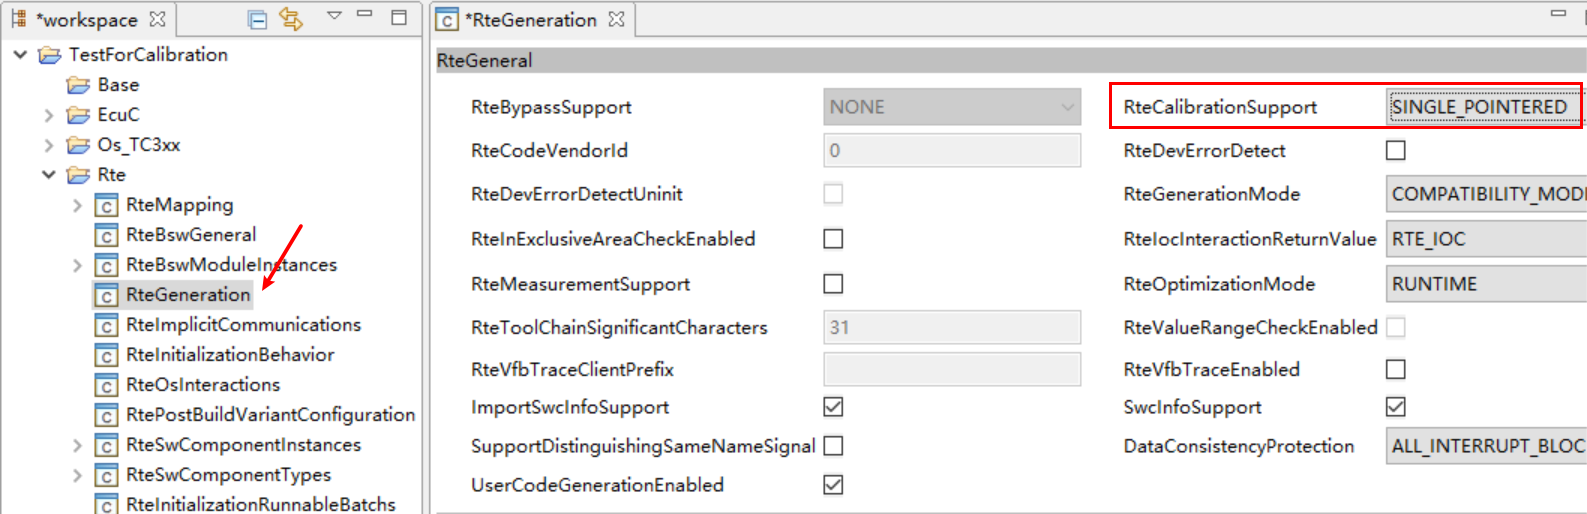 *workspace
TestForCalibration
Base
EcuC
Os_TC3xx
Rte
RteMapping
RteBswGeneral
RteBswModuleInstances
RteGeneration
RteImplicitCommunications
RteInitializationBehavior
RteOsInteractions
RtePostBuildVariantConfiguration
RteSwComponentInstances
RteSwComponentTypes
RteInitializationRunnableBatchs
*RteGeneration
RteGeneral
RteBypassSupport NONE RteCalibrationSupport SINGLE_POINTERED
RteCodeVendorId 0 RteDevErrorDetect
RteDevErrorDetectUninit RteGenerationMode COMPATIBILITY_MODE
RteInExclusiveAreaCheckEnabled RteIocInteractionReturnValue RTE_IOC
RteMeasurementSupport RteOptimizationMode RUNTIME
RteToolChainSignificantCharacters 31 RteValueRangeCheckEnabled
RteVfbTraceClientPrefix RteVfbTraceEnabled
ImportSwcInfoSupport SwcInfoSupport
SupportDistinguishingSameNameSignal DataConsistencyProtection ALL_INTERRUPT_BLOC
UserCodeGenerationEnabled